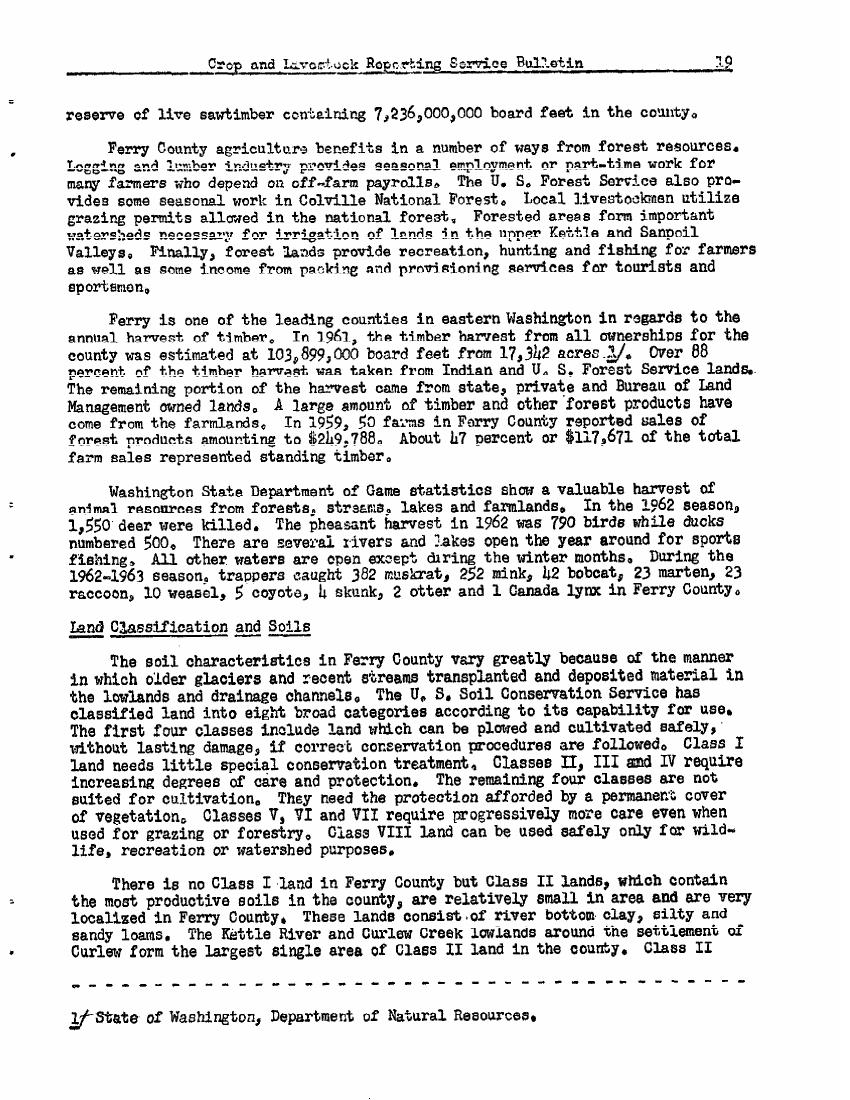 Crop and Livestock Reporting Service Bulletin 19
reserve of live sawtimber containing 7,236,000,000 board feet in the county.
Ferry County agriculture benefits in a number of ways from forest resources.
Logging and lumber industry provides seasonal employment or part-time work for
many farmers who depend on off-farm payrolls. The U. S. Forest Service also pro-
vides some seasonal work in Colville National Forest. Local livestockmen utilize
grazing permits allowed in the national forest. Forested areas form important
watersheds necessary for irrigation of lands in the upper Kettle and Sanpoil
Valleys. Finally, forest lands provide recreation, hunting and fishing for farmers
as well as some income from packing and provisioning services for tourists and
sportsmen.
Ferry is one of the leading counties in eastern Washington in regards to the
annual harvest of timber. In 1961, the timber harvest from all ownerships for the
county was estimated at 103,899,000 board feet from 17,342 acres 1/. Over 88
percent of the timber harvest was taken from Indian and U. S. Forest Service lands.
The remaining portion of the harvest came from state, private and Bureau of Land
Management owned lands. A large amount of timber and other forest products have
come from the farmlands. In 1959, 50 farms in Ferry County reported sales of
forest products amounting to $249,788. About 47 percent or $117,671 of the total
farm sales represented standing timber.
Washington State Department of Game statistics show a valuable harvest of
animal resources from forests, streams, lakes and farmlands. In the 1962 season,
1,550 deer were killed. The pheasant harvest in 1962 was 790 birds while ducks
numbered 500. There are several rivers and lakes open the year around for sports
fishing. All other waters are open except during the winter months. During the
1962-1963 season, trappers caught 382 muskrat, 252 mink, 42 bobcat, 23 marten, 23
raccoon, 10 weasel, 5 coyote, 4 skunk, 2 otter and 1 Canada lynx in Ferry County.
Land Classification and Soils
The soil characteristics in Ferry County vary greatly because of the manner
in which older glaciers and recent streams transplanted and deposited material in
the lowlands and drainage channels. The U. S. Soil Conservation Service has
classified land into eight broad categories according to its capability for use.
The first four classes include land which can be plowed and cultivated safely,
without lasting damage, if correct conservation procedures are followed. Class I
land needs little special conservation treatment. Classes II, III and IV require
increasing degrees of care and protection. The remaining four classes are not
suited for cultivation. They need the protection afforded by a permanent cover
of vegetation. Classes V, VI and VII require progressively more care even when
used for grazing or forestry. Class VIII land can be used safely only for wild-
life, recreation or watershed purposes.
There is no Class I land in Ferry County but Class II lands, which contain
the most productive soils in the county, are relatively small in area and are very
localized in Ferry County. These lands consist of river bottom clay, silty and
sandy loams. The Kettle River and Curlew Creek lowlands around the settlement of
Curlew form the largest single area of Class II land in the county. Class II
1/ State of Washington, Department of Natural Resources.